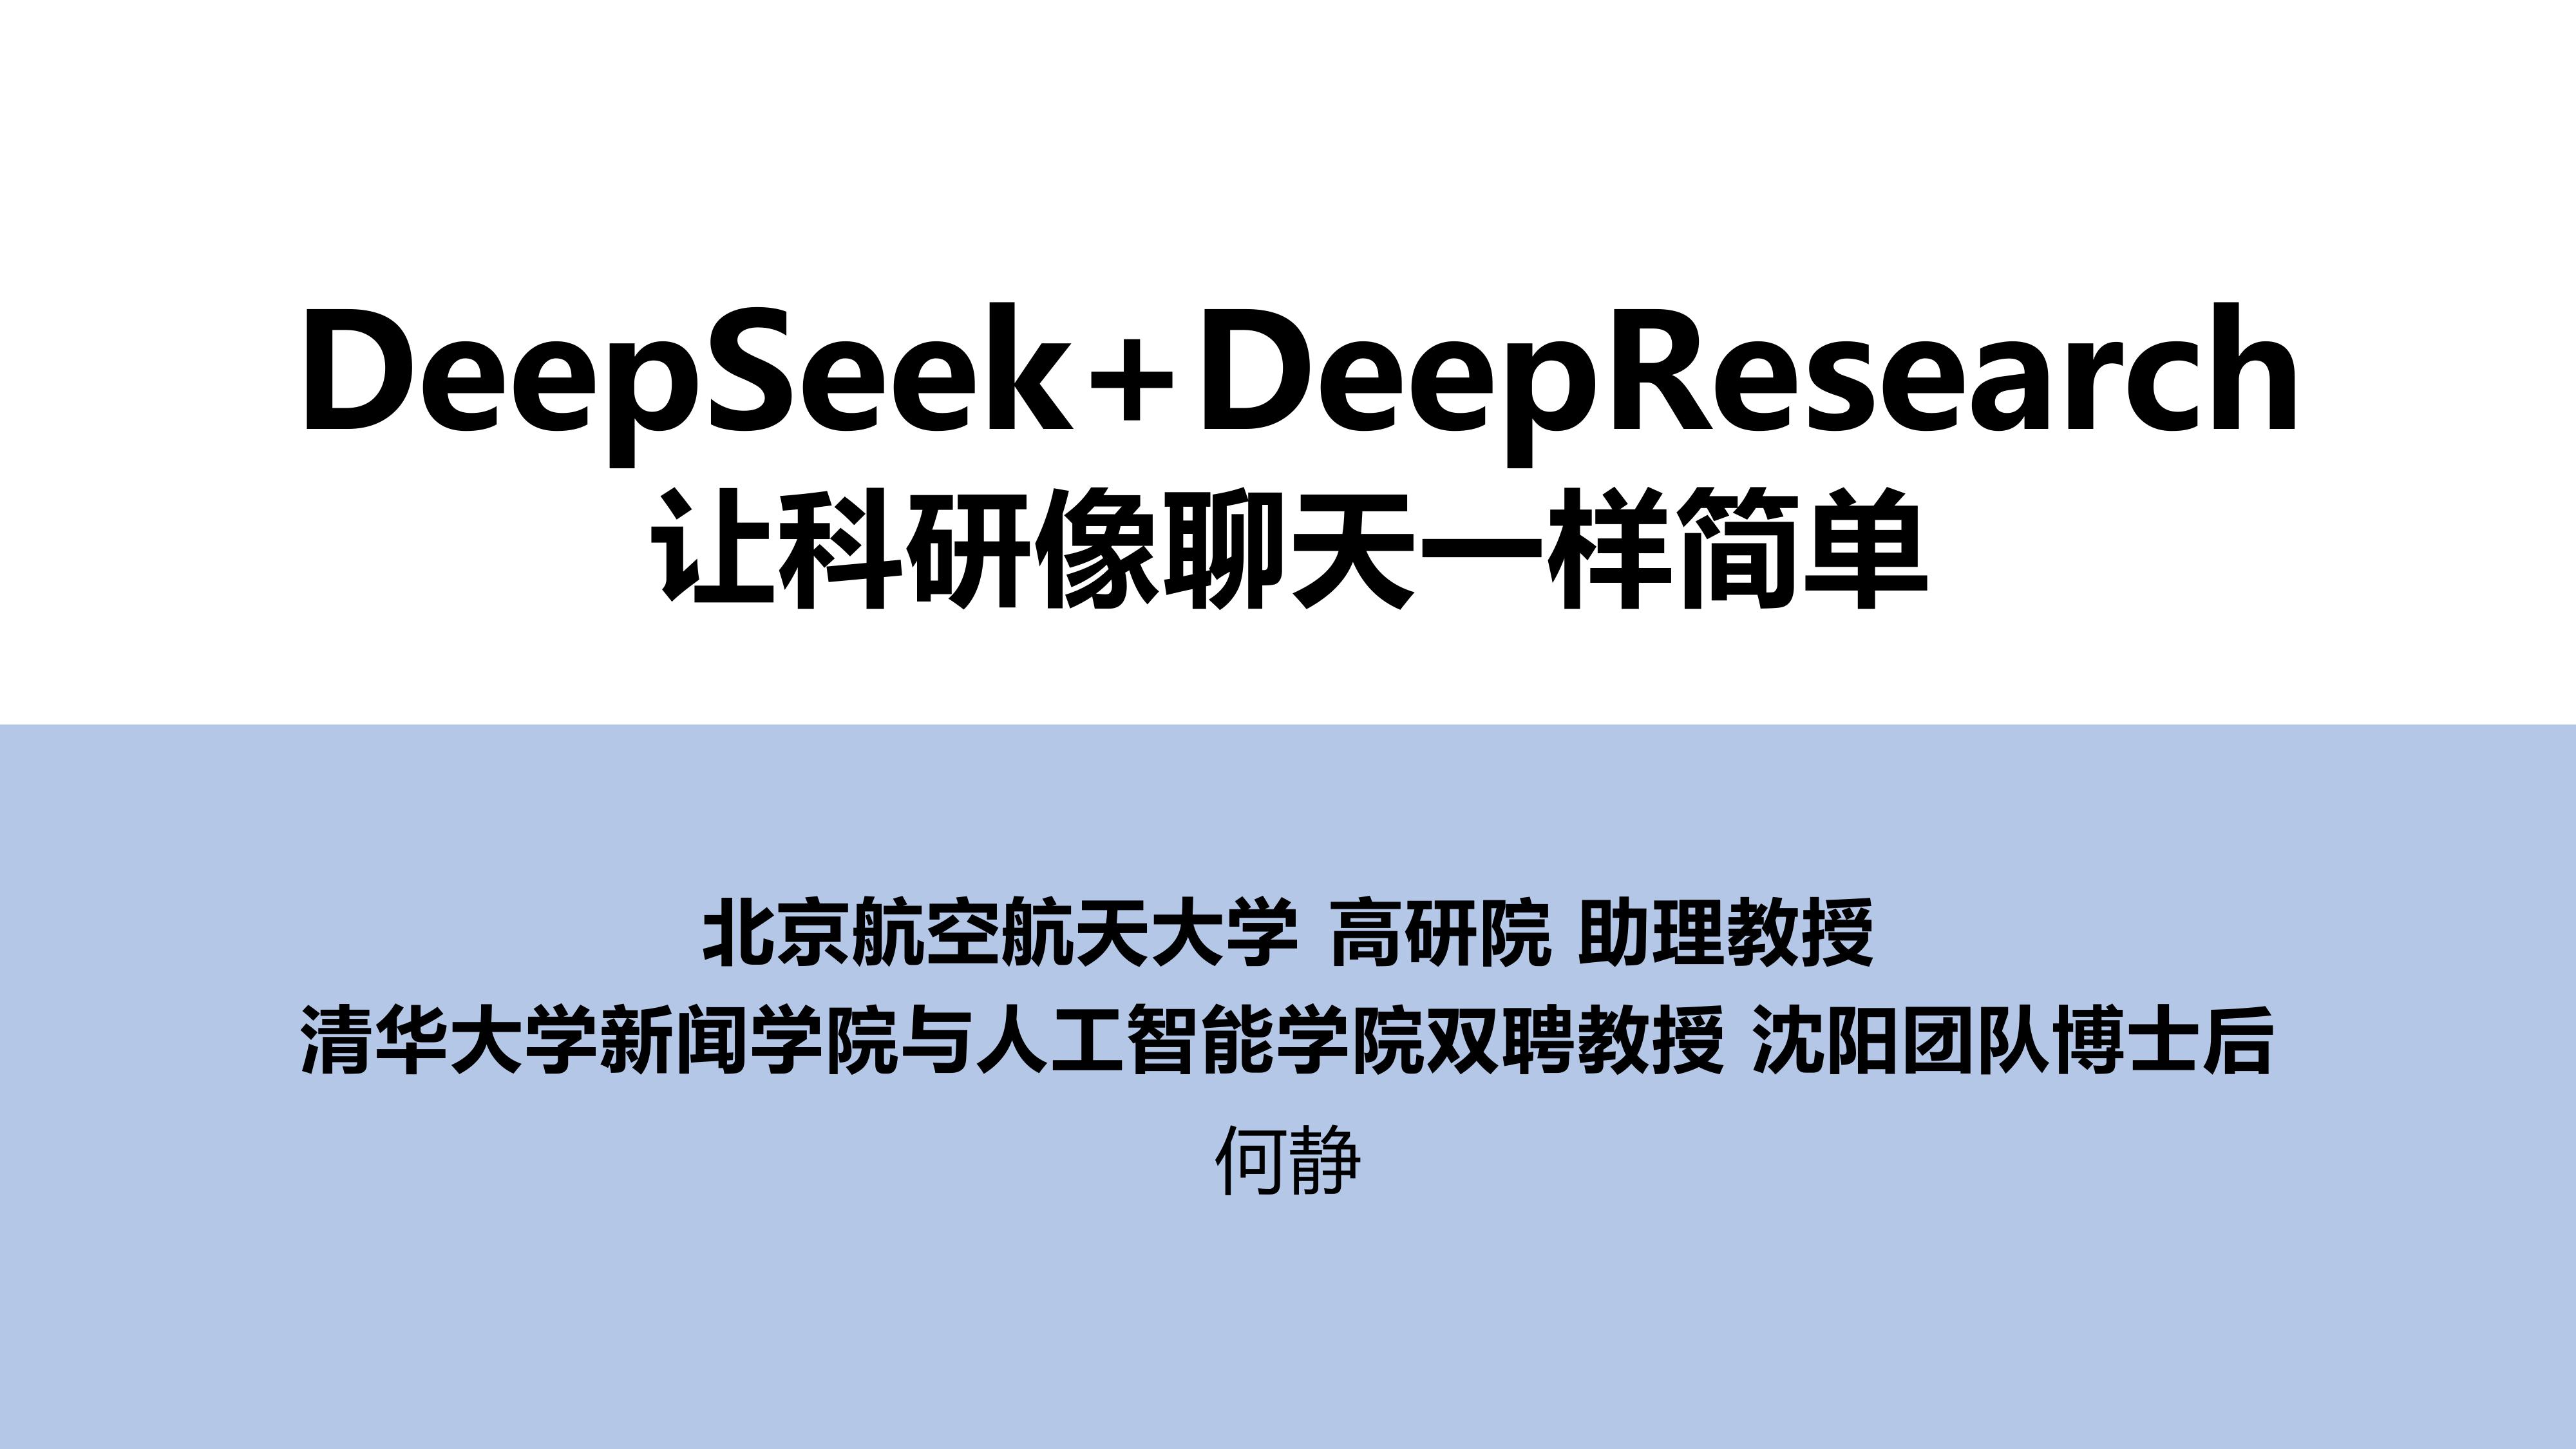 DeepSeek+DeepResearch
让科研像聊天一样简单
北京航空航天大学 高研院 助理教授
清华大学新闻学院与人工智能学院双聘教授 沈阳团队博士后
何静